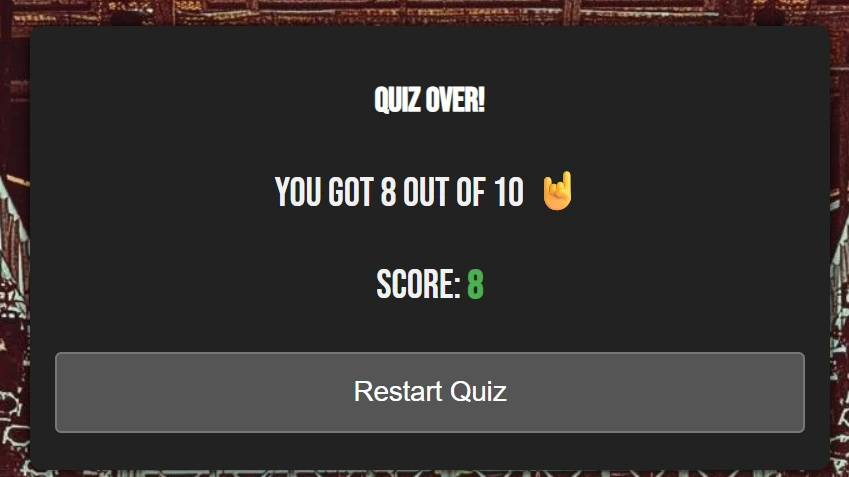 QUIZ OVER!
YOU GOT 8 OUT OF 10 🤘
SCORE: 8
Restart Quiz